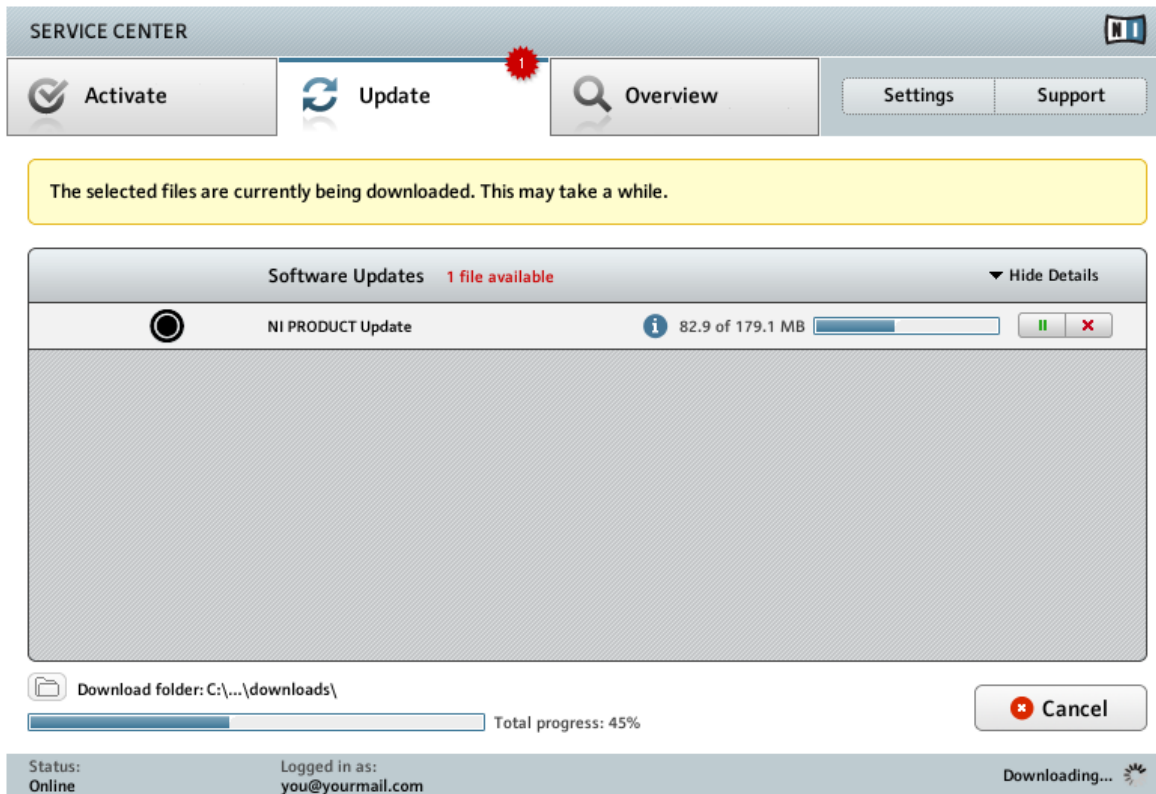 SERVICE CENTER
NI
Activate
Update
1
Overview
Settings
Support
The selected files are currently being downloaded. This may take a while.
Software Updates 1 file available
Hide Details
NI PRODUCT Update
i
82.9 of 179.1 MB
Download folder: C:\...\downloads\
Total progress: 45%
Cancel
Status:
Online
Logged in as:
you@yourmail.com
Downloading...